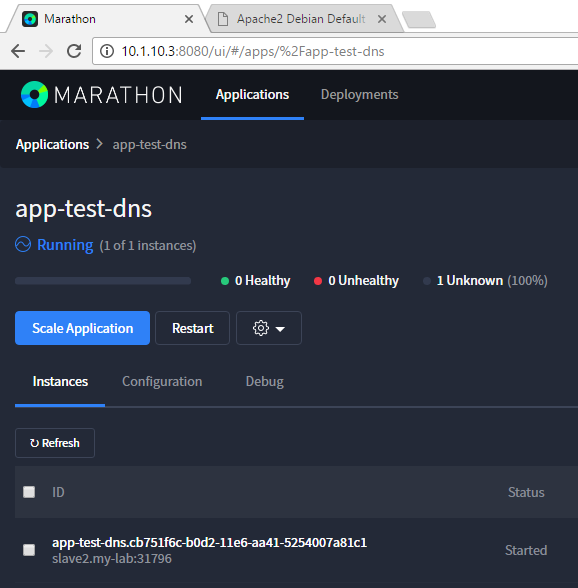 Marathon
Apache2 Debian Default
10.1.10.3:8080/ui/#/apps/%2Fapp-test-dns
MARATHON Applications Deployments
Applications > app-test-dns
app-test-dns
Running (1 of 1 instances)
0 Healthy 0 Unhealthy 1 Unknown (100%)
Scale Application Restart
Instances Configuration Debug
Refresh
ID Status
app-test-dns.cb751f6c-b0d2-11e6-aa41-5254007a81c1
slave2.my-lab:31796 Started